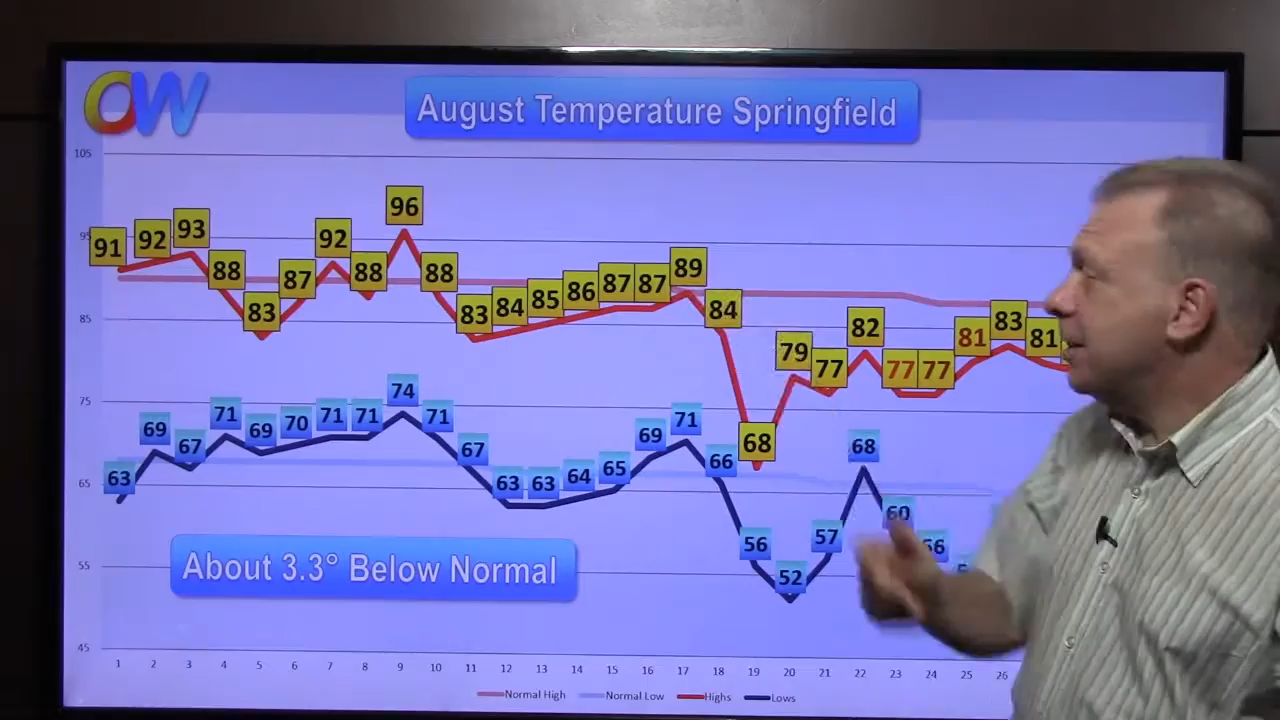 OW
August Temperature Springfield
105
95
85
75
65
55
45
91 92 93 88 83 87 92 88 96 88 83 84 85 86 87 87 89 84 68 79 77 82 77 77 81 83 81
63 69 67 71 69 70 71 71 74 71 67 63 63 64 65 69 71 66 56 52 57 68 60
About 3.3° Below Normal
1 2 3 4 5 6 7 8 9 10 11 12 13 14 15 16 17 18 19 20 21 22 23 24 25 26
Normal High Normal Low Highs Lows